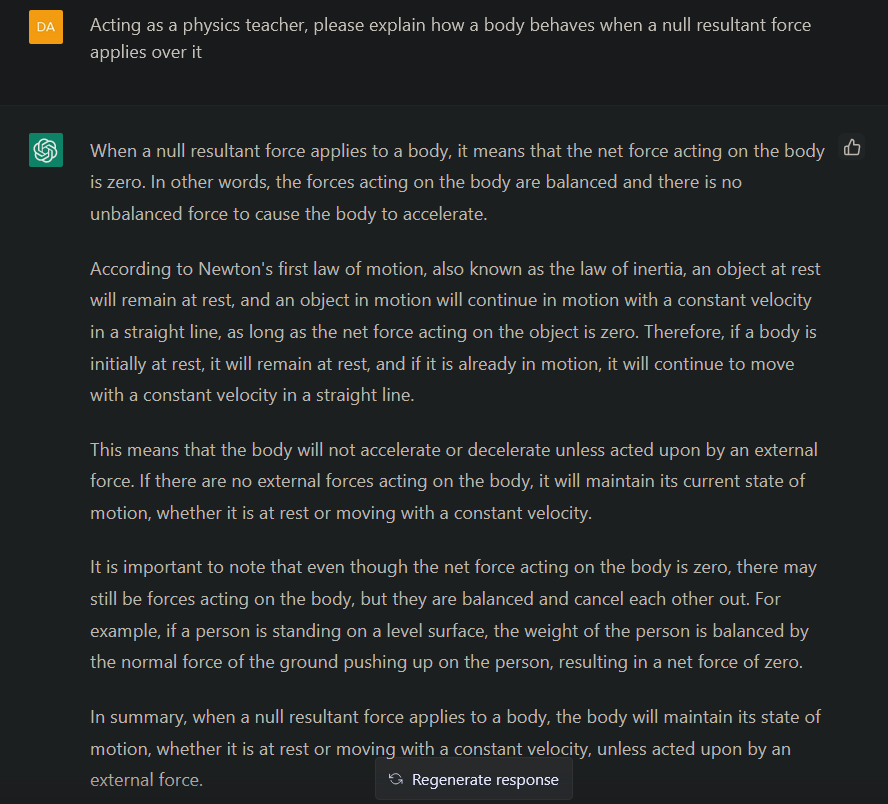 DA
Acting as a physics teacher, please explain how a body behaves when a null resultant force
applies over it
When a null resultant force applies to a body, it means that the net force acting on the body
is zero. In other words, the forces acting on the body are balanced and there is no
unbalanced force to cause the body to accelerate.
According to Newton's first law of motion, also known as the law of inertia, an object at rest
will remain at rest, and an object in motion will continue in motion with a constant velocity
in a straight line, as long as the net force acting on the object is zero. Therefore, if a body is
initially at rest, it will remain at rest, and if it is already in motion, it will continue to move
with a constant velocity in a straight line.
This means that the body will not accelerate or decelerate unless acted upon by an external
force. If there are no external forces acting on the body, it will maintain its current state of
motion, whether it is at rest or moving with a constant velocity.
It is important to note that even though the net force acting on the body is zero, there may
still be forces acting on the body, but they are balanced and cancel each other out. For
example, if a person is standing on a level surface, the weight of the person is balanced by
the normal force of the ground pushing up on the person, resulting in a net force of zero.
In summary, when a null resultant force applies to a body, the body will maintain its state of
motion, whether it is at rest or moving with a constant velocity, unless acted upon by an
external force.
Regenerate response